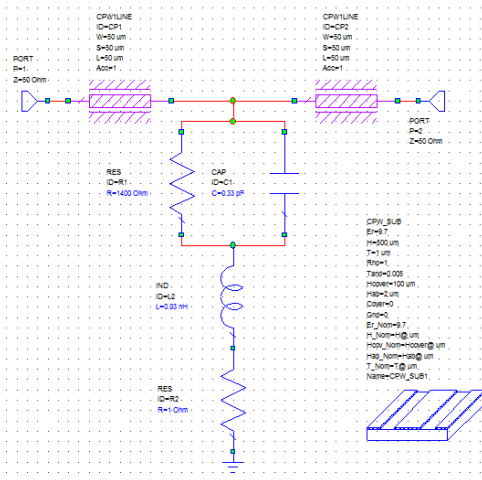 CPW1LINE
ID=CP1
W=50 um
S=50 um
L=50 um
Acc=1
CPW1LINE
ID=CP2
W=50 um
S=50 um
L=50 um
Acc=1
PORT
P=1
Z=50 Ohm
PORT
P=2
Z=50 Ohm
RES
ID=R1
R=1400 Ohm
CAP
ID=C1
C=0.33 pF
IND
ID=L2
L=0.03 nH
RES
ID=R2
R=1 Ohm
CPW_SUB
Er=9.7
H=500 um
T=1 um
Rho=1
Tand=0.005
Hcover=100 um
Hab=2 um
Cover=0
Gnd=0
Er_Nom=9.7
H_Nom=H@ um
Hcov_Nom=Hcover@ um
Hab_Nom=Hab@ um
T_Nom=T@ um
Name=CPW_SUB1